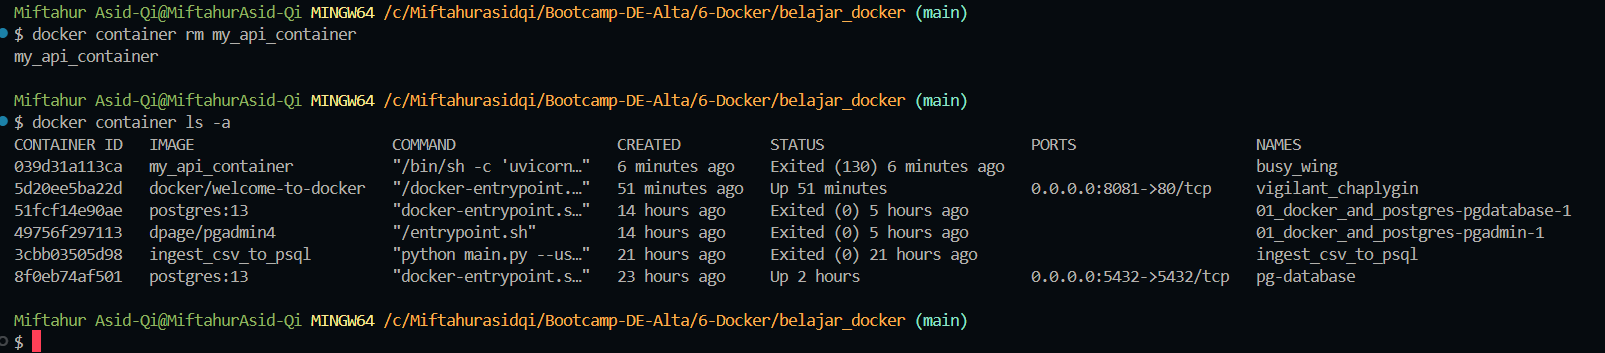 Miftahur Asid-Qi@MiftahurAsid-Qi MINGW64 /c/Miftahurasidqi/Bootcamp-DE-Alta/6-Docker/belajar_docker (main)
$ docker container rm my_api_container
my_api_container
Miftahur Asid-Qi@MiftahurAsid-Qi MINGW64 /c/Miftahurasidqi/Bootcamp-DE-Alta/6-Docker/belajar_docker (main)
$ docker container ls -a
CONTAINER ID   IMAGE                      COMMAND                  CREATED          STATUS                       PORTS                    NAMES
039d31a113ca   my_api_container           "/bin/sh -c 'uvicorn…"   6 minutes ago    Exited (130) 6 minutes ago                            busy_wing
5d20ee5ba22d   docker/welcome-to-docker   "/docker-entrypoint.…"   51 minutes ago   Up 51 minutes                0.0.0.0:8081->80/tcp     vigilant_chaplygin
51fcf14e90ae   postgres:13                "docker-entrypoint.s…"   14 hours ago     Exited (0) 5 hours ago                                01_docker_and_postgres-pgdatabase-1
49756f297113   dpage/pgadmin4             "/entrypoint.sh"         14 hours ago     Exited (0) 5 hours ago                                01_docker_and_postgres-pgadmin-1
3cbb03505d98   ingest_csv_to_psql         "python main.py --us…"   21 hours ago     Exited (0) 21 hours ago                               ingest_csv_to_psql
8f0eb74af501   postgres:13                "docker-entrypoint.s…"   23 hours ago     Up 2 hours                   0.0.0.0:5432->5432/tcp   pg-database
Miftahur Asid-Qi@MiftahurAsid-Qi MINGW64 /c/Miftahurasidqi/Bootcamp-DE-Alta/6-Docker/belajar_docker (main)
$